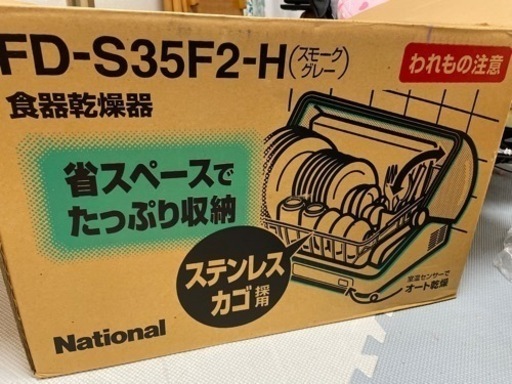 FD-S35F2-H(スモークグレー)
われもの注意
食器乾燥器
省スペースで
たっぷり収納
ステンレス
カゴ採用
室温センサーで
オート乾燥
National